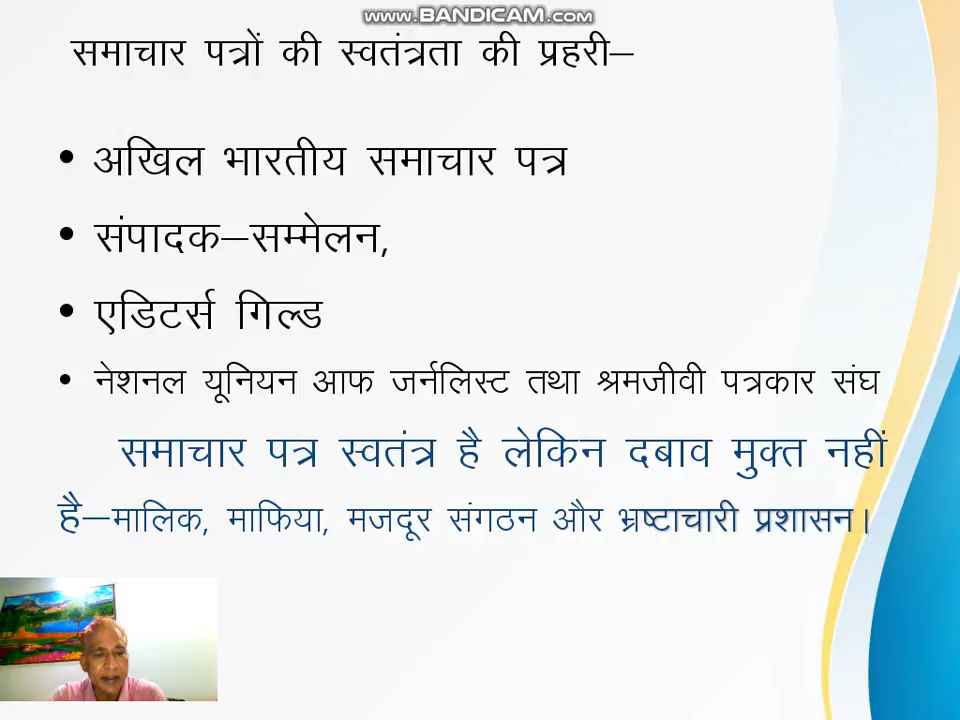 www.BANDICAM.com
समाचार पत्रों की स्वतंत्रता की प्रहरी–
• अखिल भारतीय समाचार पत्र
• संपादक–सम्मेलन,
• एडिटर्स गिल्ड
• नेशनल यूनियन आफ जर्नलिस्ट तथा श्रमजीवी पत्रकार संघ
समाचार पत्र स्वतंत्र है लेकिन दबाव मुक्त नहीं
है–मालिक, माफिया, मजदूर संगठन और भ्रष्टाचारी प्रशासन।